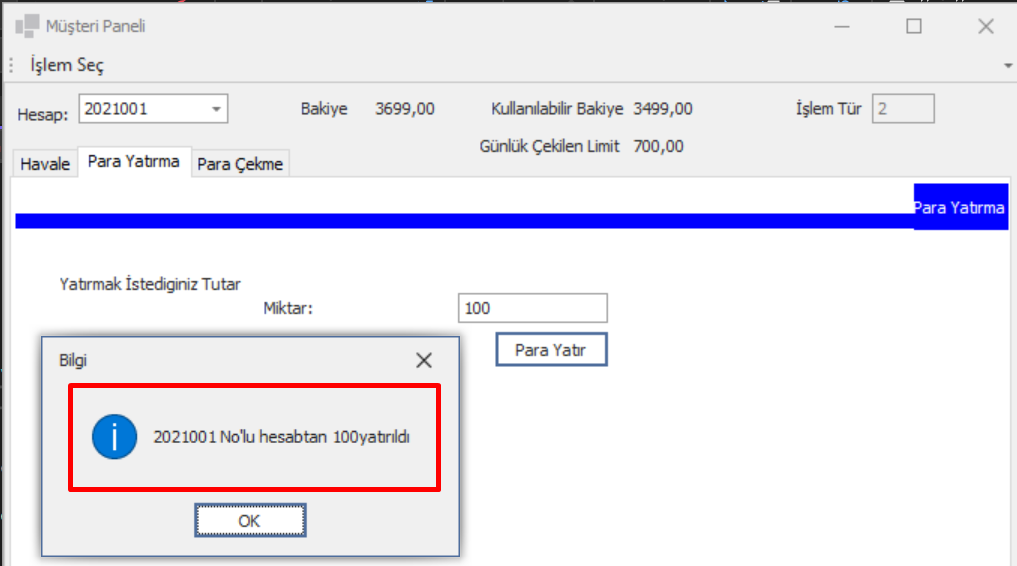 Müşteri Paneli
İşlem Seç
Hesap: 2021001 Bakiye 3699,00 Kullanılabilir Bakiye 3499,00 İşlem Tür 2
Günlük Çekilen Limit 700,00
Havale Para Yatırma Para Çekme
Para Yatırma
Yatırmak İstediginiz Tutar
Miktar: 100
Para Yatır
Bilgi
2021001 No'lu hesabtan 100yatırıldı
OK